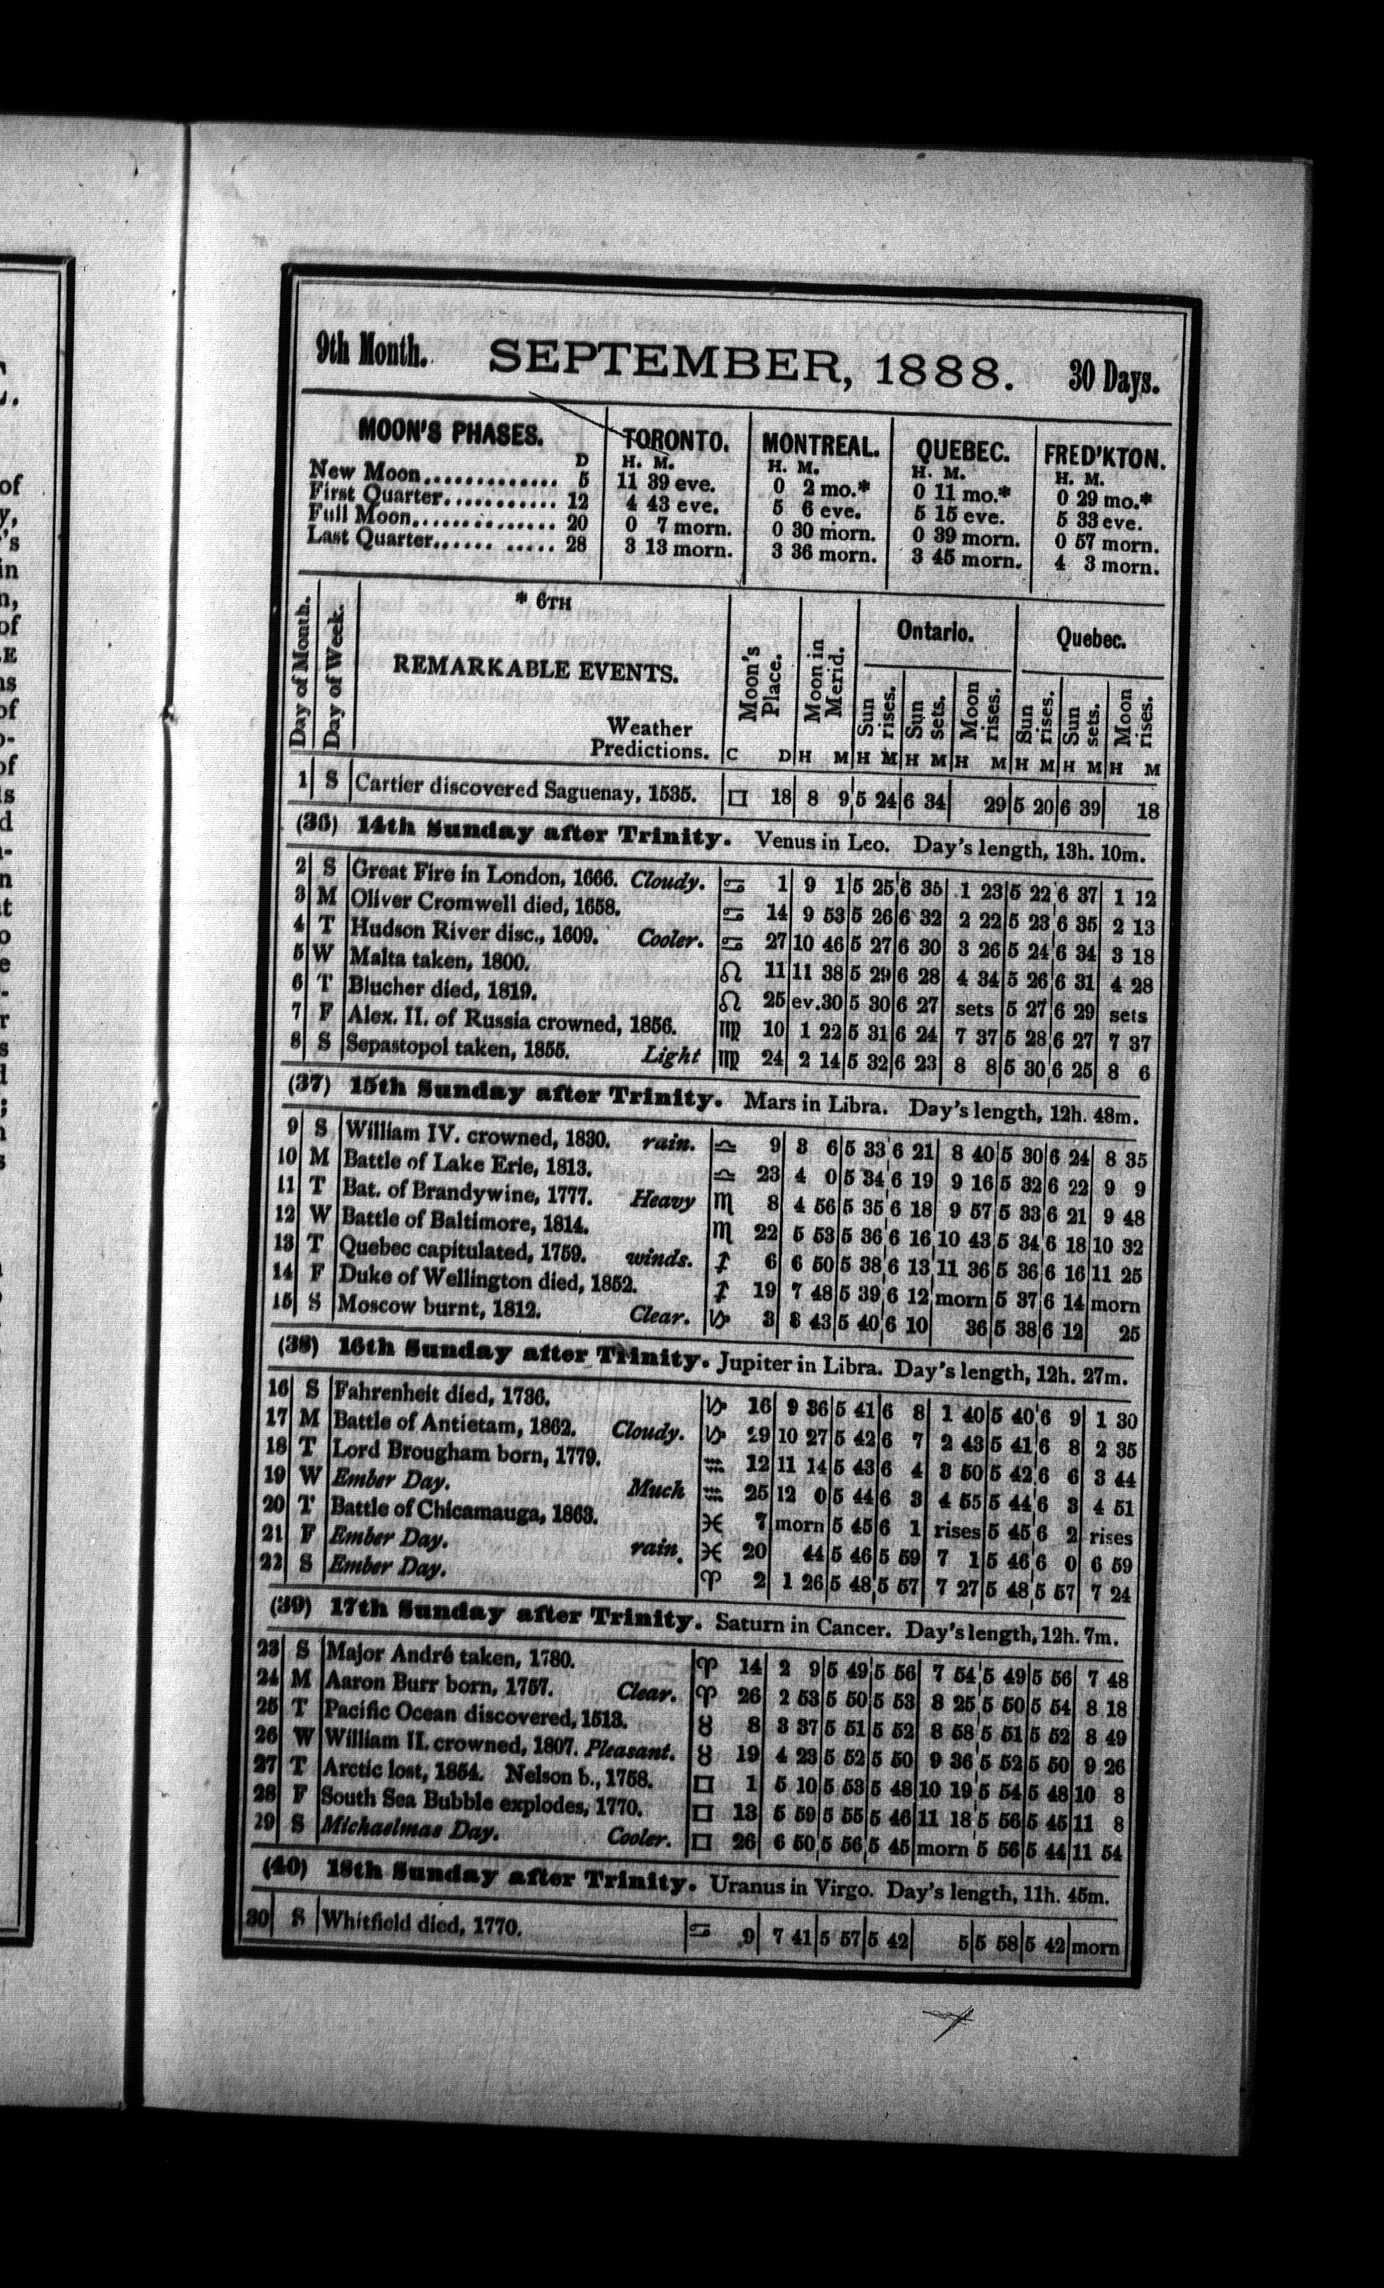 9th Month. SEPTEMBER, 1888. 30 Days.
MOON'S PHASES. TORONTO. MONTREAL. QUEBEC. FRED'KTON.
D H. M. H. M. H. M. H. M.
New Moon............. 5 11 39 eve. 0 2 mo.* 0 11 mo.* 0 29 mo.*
First Quarter........... 12 4 43 eve. 5 6 eve. 5 15 eve. 5 33 eve.
Full Moon.............. 20 0 7 morn. 0 30 morn. 0 39 morn. 0 57 morn.
Last Quarter...... ..... 28 3 13 morn. 3 36 morn. 3 45 morn. 4 3 morn.
* 6TH
Day of Month. Day of Week. REMARKABLE EVENTS. Moon's Place. Moon in Merid. Ontario. Quebec.
Sun rises. Sun sets. Moon rises. Sun rises. Sun sets. Moon rises.
Weather
Predictions. C D H M H M H M H M H M H M H M
1 S Cartier discovered Saguenay, 1535. 18 8 9 5 24 6 34 29 5 20 6 39 18
(36) 14th Sunday after Trinity. Venus in Leo. Day's length, 13h. 10m.
2 S Great Fire in London, 1666. Cloudy. ♋ 1 9 1 5 25 6 35 1 23 5 22 6 37 1 12
3 M Oliver Cromwell died, 1658. ♋ 14 9 53 5 26 6 32 2 22 5 23 6 35 2 13
4 T Hudson River disc., 1609. Cooler. ♋ 27 10 46 5 27 6 30 3 26 5 24 6 34 3 18
5 W Malta taken, 1800. ♌ 11 11 38 5 29 6 28 4 34 5 26 6 31 4 28
6 T Blucher died, 1819. ♌ 25 ev.30 5 30 6 27 sets 5 27 6 29 sets
7 F Alex. II. of Russia crowned, 1856. ♍ 10 1 22 5 31 6 24 7 37 5 28 6 27 7 37
8 S Sepastopol taken, 1855. Light ♍ 24 2 14 5 32 6 23 8 8 5 30 6 25 8 6
(37) 15th Sunday after Trinity. Mars in Libra. Day's length, 12h. 48m.
9 S William IV. crowned, 1830. rain. ♎ 9 3 6 5 33 6 21 8 40 5 30 6 24 8 35
10 M Battle of Lake Erie, 1813. ♎ 23 4 0 5 34 6 19 9 16 5 32 6 22 9 9
11 T Bat. of Brandywine, 1777. Heavy ♏ 8 4 56 5 35 6 18 9 57 5 33 6 21 9 48
12 W Battle of Baltimore, 1814. ♏ 22 5 53 5 36 6 16 10 43 5 34 6 18 10 32
13 T Quebec capitulated, 1759. winds. ♐ 6 6 50 5 38 6 13 11 36 5 36 6 16 11 25
14 F Duke of Wellington died, 1852. ♐ 19 7 48 5 39 6 12 morn 5 37 6 14 morn
15 S Moscow burnt, 1812. Clear. ♑ 3 8 43 5 40 6 10 36 5 38 6 12 25
(38) 16th Sunday after Trinity. Jupiter in Libra. Day's length, 12h. 27m.
16 S Fahrenheit died, 1736. ♑ 16 9 36 5 41 6 8 1 40 5 40 6 9 1 30
17 M Battle of Antietam, 1862. Cloudy. ♑ 29 10 27 5 42 6 7 2 43 5 41 6 8 2 35
18 T Lord Brougham born, 1779. ♒ 12 11 14 5 43 6 4 3 50 5 42 6 6 3 44
19 W Ember Day. Much ♒ 25 12 0 5 44 6 3 4 55 5 44 6 3 4 51
20 T Battle of Chicamauga, 1863. ♓ 7 morn 5 45 6 1 rises 5 45 6 2 rises
21 F Ember Day. rain. ♓ 20 44 5 46 5 59 7 1 5 46 6 0 6 59
22 S Ember Day. ♈ 2 1 26 5 48 5 57 7 27 5 48 5 57 7 24
(39) 17th Sunday after Trinity. Saturn in Cancer. Day's length, 12h. 7m.
23 S Major André taken, 1780. ♈ 14 2 9 5 49 5 56 7 54 5 49 5 56 7 48
24 M Aaron Burr born, 1757. Clear. ♈ 26 2 53 5 50 5 53 8 25 5 50 5 54 8 18
25 T Pacific Ocean discovered, 1513. ♉ 8 3 37 5 51 5 52 8 58 5 51 5 52 8 49
26 W William II. crowned, 1807. Pleasant. ♉ 19 4 23 5 52 5 50 9 36 5 52 5 50 9 26
27 T Arctic lost, 1854. Nelson b., 1758. 1 5 10 5 53 5 48 10 19 5 54 5 48 10 8
28 F South Sea Bubble explodes, 1770. 13 5 59 5 55 5 46 11 18 5 56 5 45 11 8
29 S Michaelmas Day. Cooler. 26 6 50 5 56 5 45 morn 5 56 5 44 11 54
(40) 18th Sunday after Trinity. Uranus in Virgo. Day's length, 11h. 45m.
30 S Whitfield died, 1770. ♋ 9 7 41 5 57 5 42 5 5 58 5 42 morn